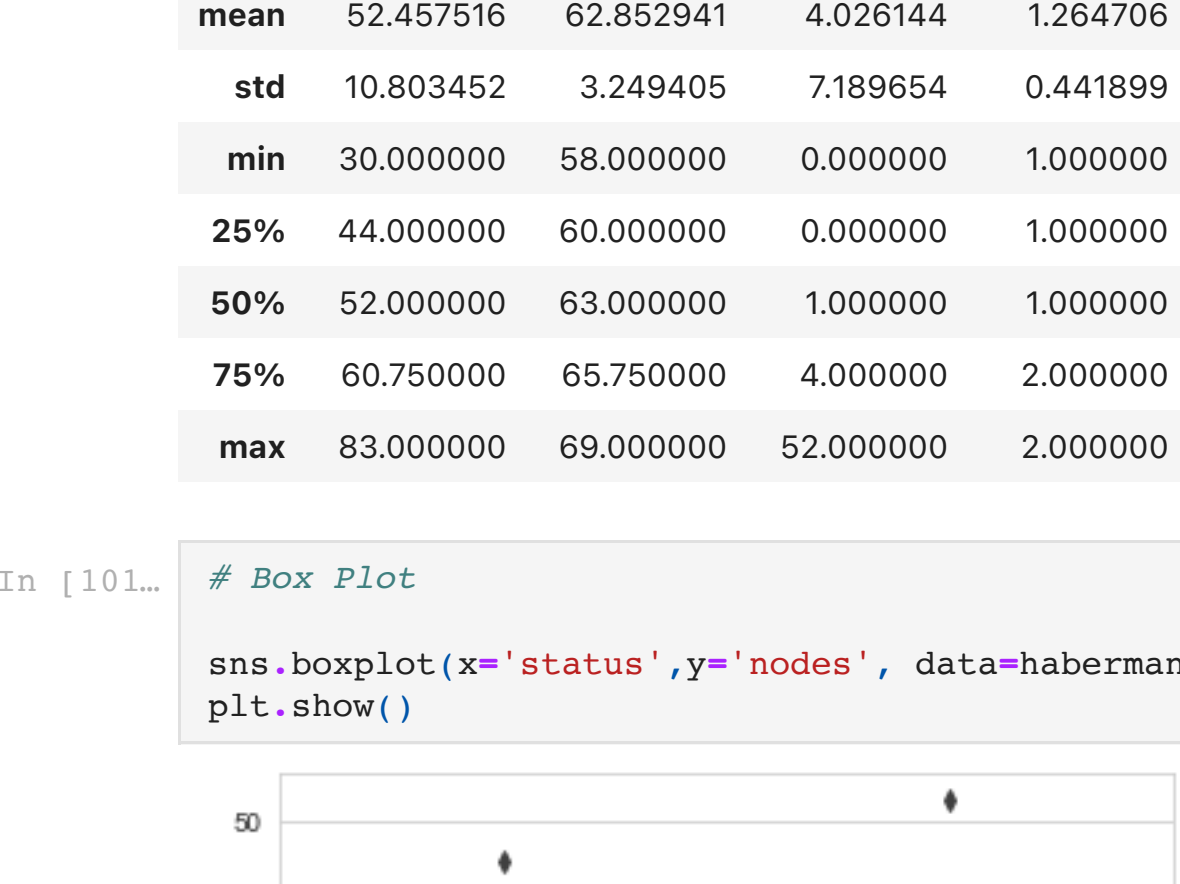 mean 52.457516 62.852941 4.026144 1.264706
std 10.803452 3.249405 7.189654 0.441899
min 30.000000 58.000000 0.000000 1.000000
25% 44.000000 60.000000 0.000000 1.000000
50% 52.000000 63.000000 1.000000 1.000000
75% 60.750000 65.750000 4.000000 2.000000
max 83.000000 69.000000 52.000000 2.000000
In [101…
# Box Plot
sns.boxplot(x='status',y='nodes', data=haberman
plt.show()
50